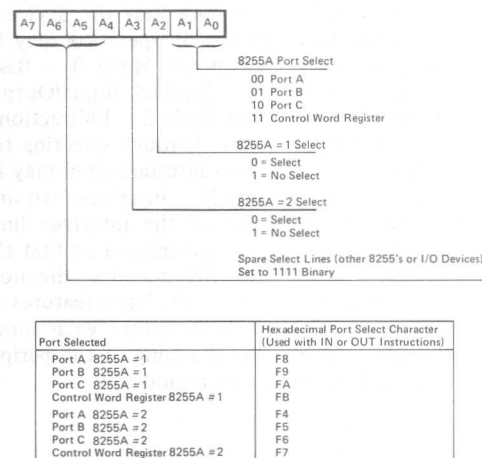 A7 A6 A5 A4 A3 A2 A1 A0
8255A Port Select
00 Port A
01 Port B
10 Port C
11 Control Word Register
8255A #1 Select
0 = Select
1 = No Select
8255A #2 Select
0 = Select
1 = No Select
Spare Select Lines (other 8255's or I/O Devices)
Set to 1111 Binary
Port Selected Hexadecimal Port Select Character
(Used with IN or OUT Instructions)
Port A 8255A #1 F8
Port B 8255A #1 F9
Port C 8255A #1 FA
Control Word Register 8255A #1 FB
Port A 8255A #2 F4
Port B 8255A #2 F5
Port C 8255A #2 F6
Control Word Register 8255A #2 F7